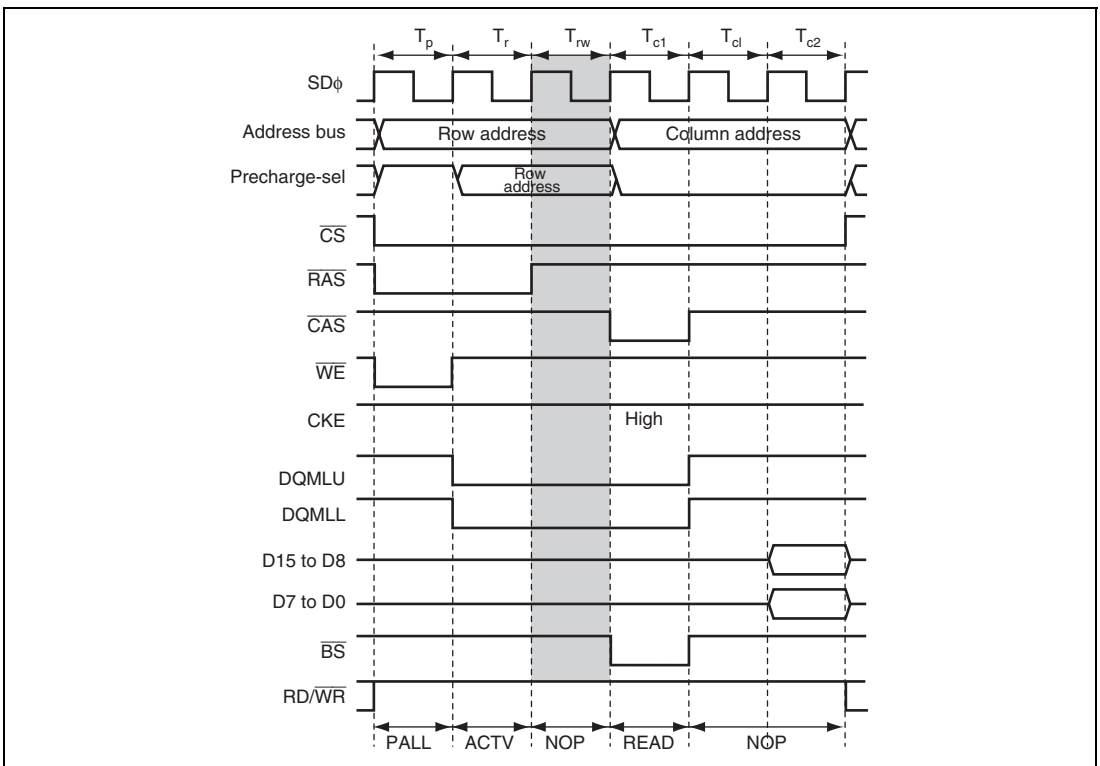 Tp Tr Trw Tc1 Tcl Tc2
SDϕ
Address bus Row address Column address
Precharge-sel Row address
CS
RAS
CAS
WE
CKE High
DQMLU
DQMLL
D15 to D8
D7 to D0
BS
RD/WR
PALL ACTV NOP READ NOP